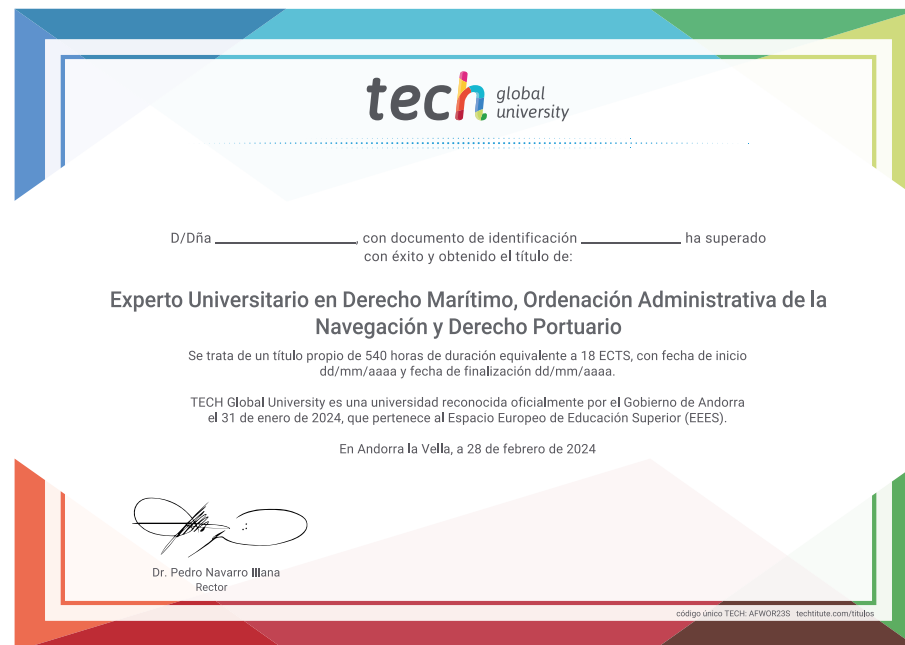 tech global university
D/Dña ____________________, con documento de identificación ______________ ha superado
con éxito y obtenido el título de:
Experto Universitario en Derecho Marítimo, Ordenación Administrativa de la
Navegación y Derecho Portuario
Se trata de un título propio de 540 horas de duración equivalente a 18 ECTS, con fecha de inicio
dd/mm/aaaa y fecha de finalización dd/mm/aaaa.
TECH Global University es una universidad reconocida oficialmente por el Gobierno de Andorra
el 31 de enero de 2024, que pertenece al Espacio Europeo de Educación Superior (EEES).
En Andorra la Vella, a 28 de febrero de 2024
Dr. Pedro Navarro Illana
Rector
código único TECH: AFWOR23S techtitute.com/titulos